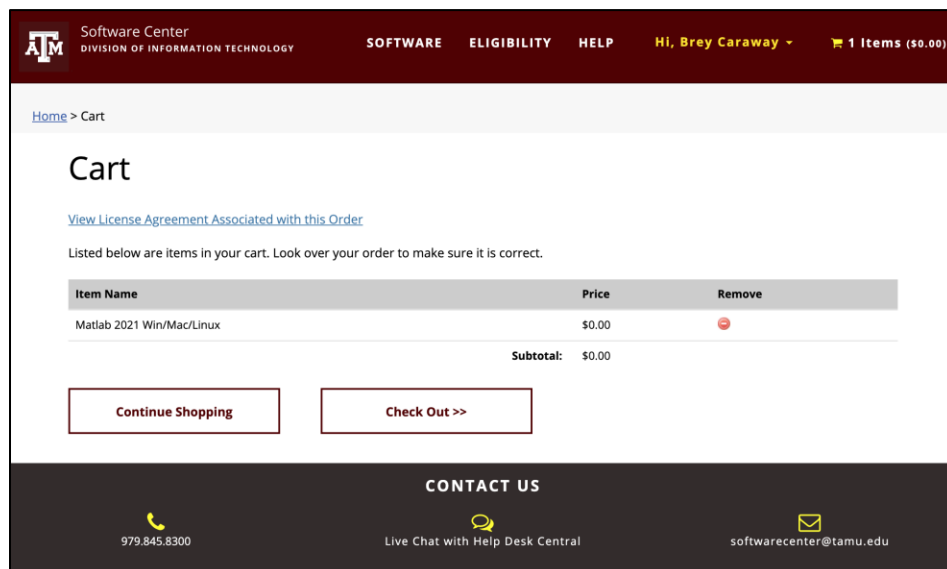 ĀM Software Center
DIVISION OF INFORMATION TECHNOLOGY
SOFTWARE ELIGIBILITY HELP Hi, Brey Caraway 1 Items ($0.00)
Home > Cart
Cart
View License Agreement Associated with this Order
Listed below are items in your cart. Look over your order to make sure it is correct.
Item Name Price Remove
Matlab 2021 Win/Mac/Linux $0.00
Subtotal: $0.00
Continue Shopping Check Out >>
CONTACT US
979.845.8300 Live Chat with Help Desk Central softwarecenter@tamu.edu